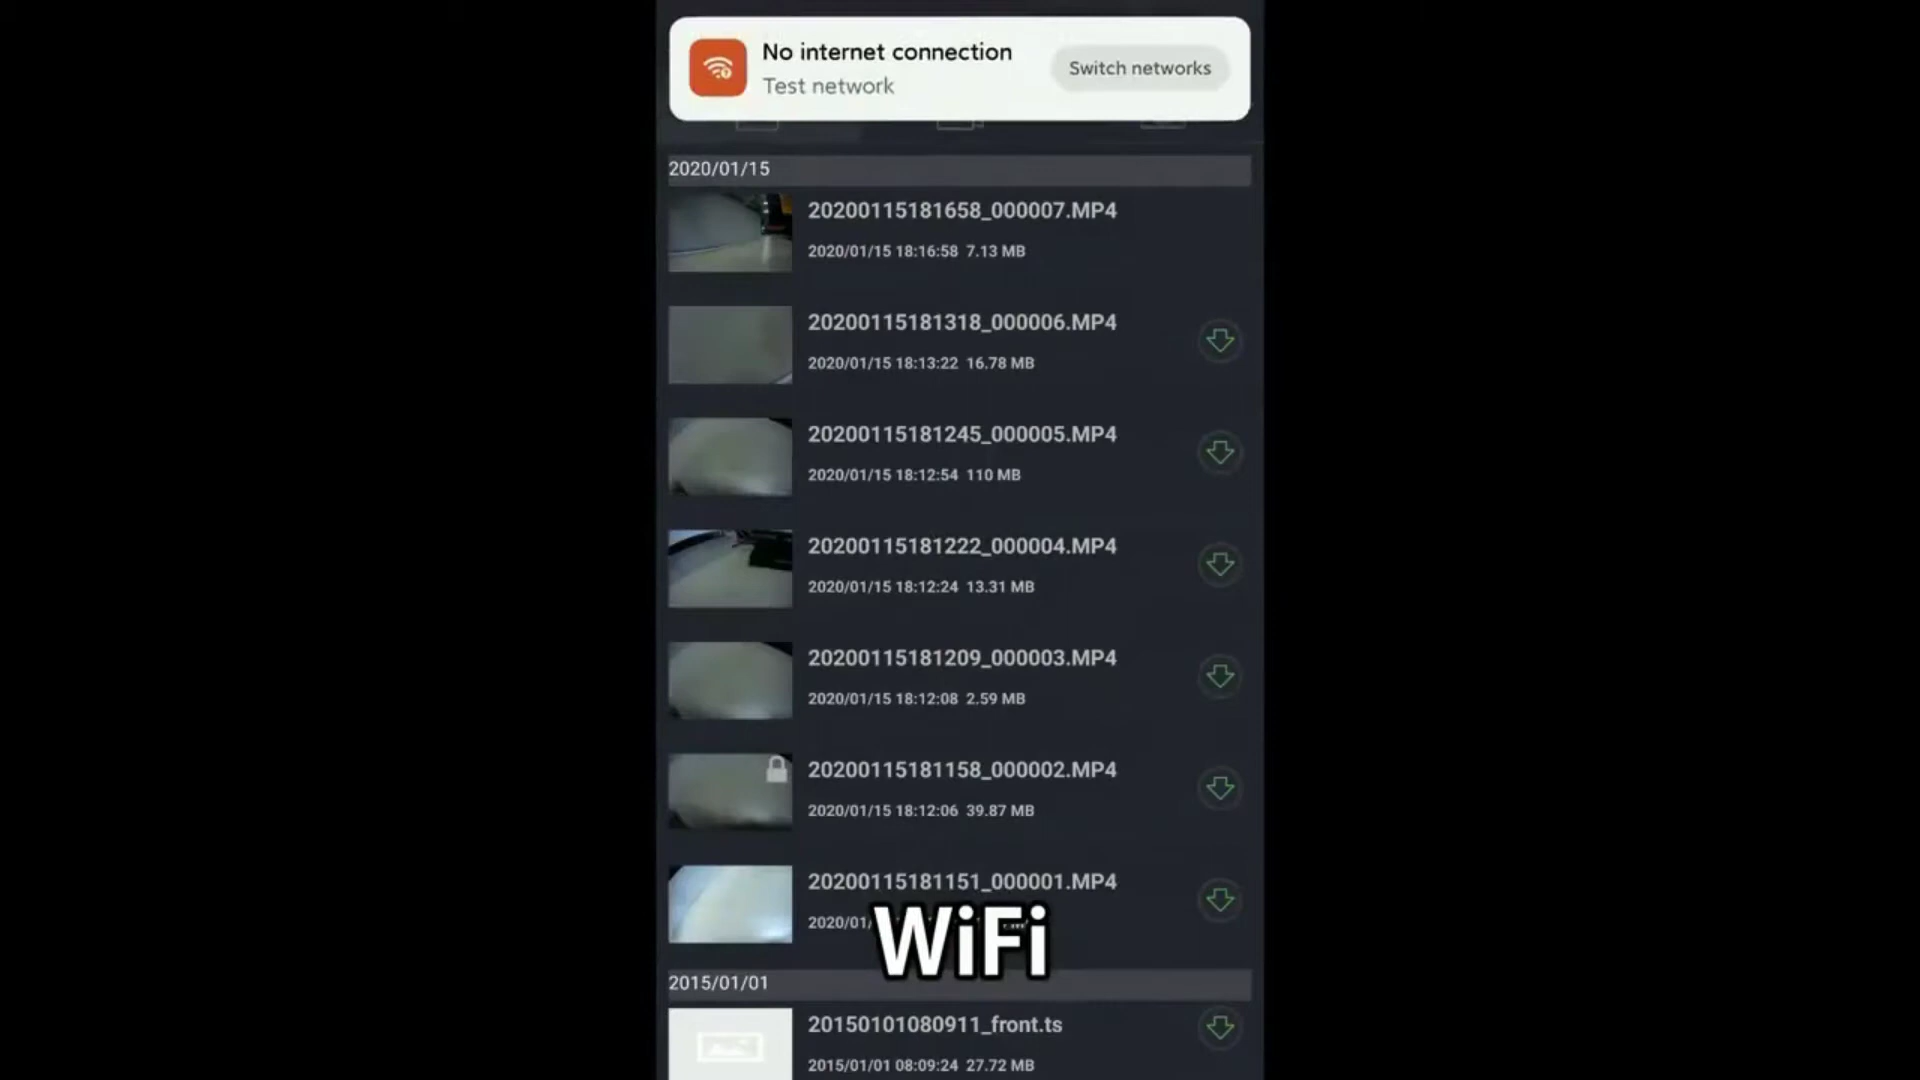 No internet connection
Test network
Switch networks
2020/01/15
20200115181658_000007.MP4
2020/01/15 18:16:58 7.13 MB
20200115181318_000006.MP4
2020/01/15 18:13:22 16.78 MB
20200115181245_000005.MP4
2020/01/15 18:12:54 110 MB
20200115181222_000004.MP4
2020/01/15 18:12:24 13.31 MB
20200115181209_000003.MP4
2020/01/15 18:12:08 2.59 MB
20200115181158_000002.MP4
2020/01/15 18:12:06 39.87 MB
20200115181151_000001.MP4
2020/01/
WiFi
2015/01/01
20150101080911_front.ts
2015/01/01 08:09:24 27.72 MB